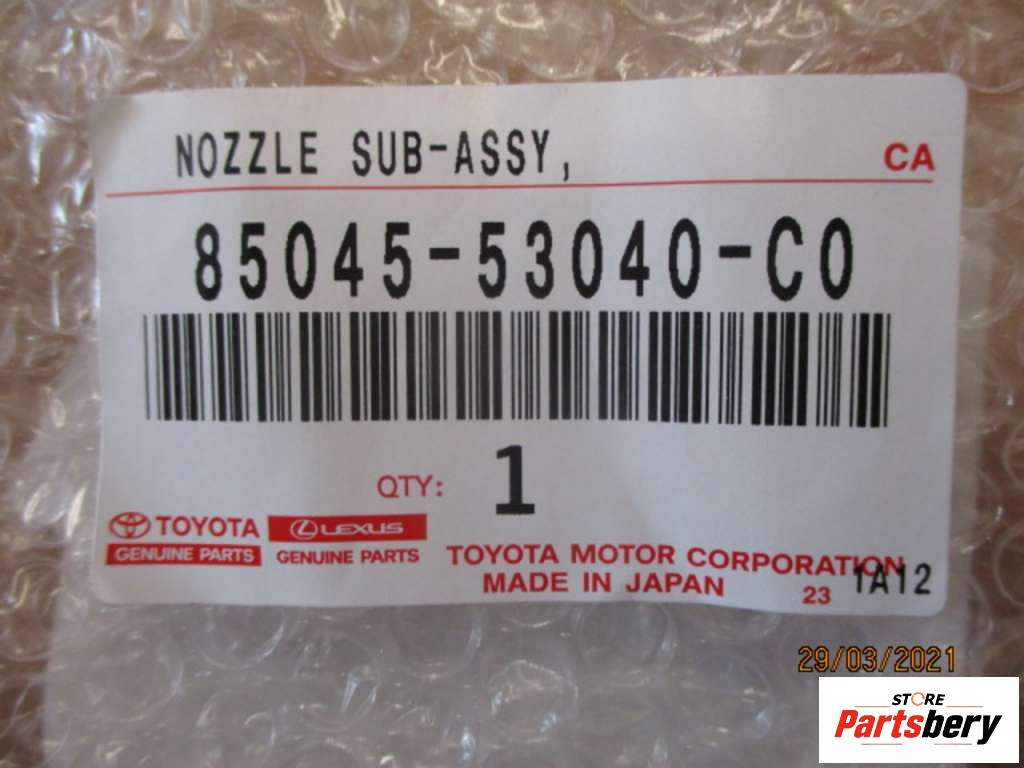 NOZZLE SUB-ASSY,
CA
85045-53040-C0
QTY: 1
TOYOTA
GENUINE PARTS
LEXUS
GENUINE PARTS
TOYOTA MOTOR CORPORATION
MADE IN JAPAN
23 1A12
29/03/2021
STORE
Partsbery